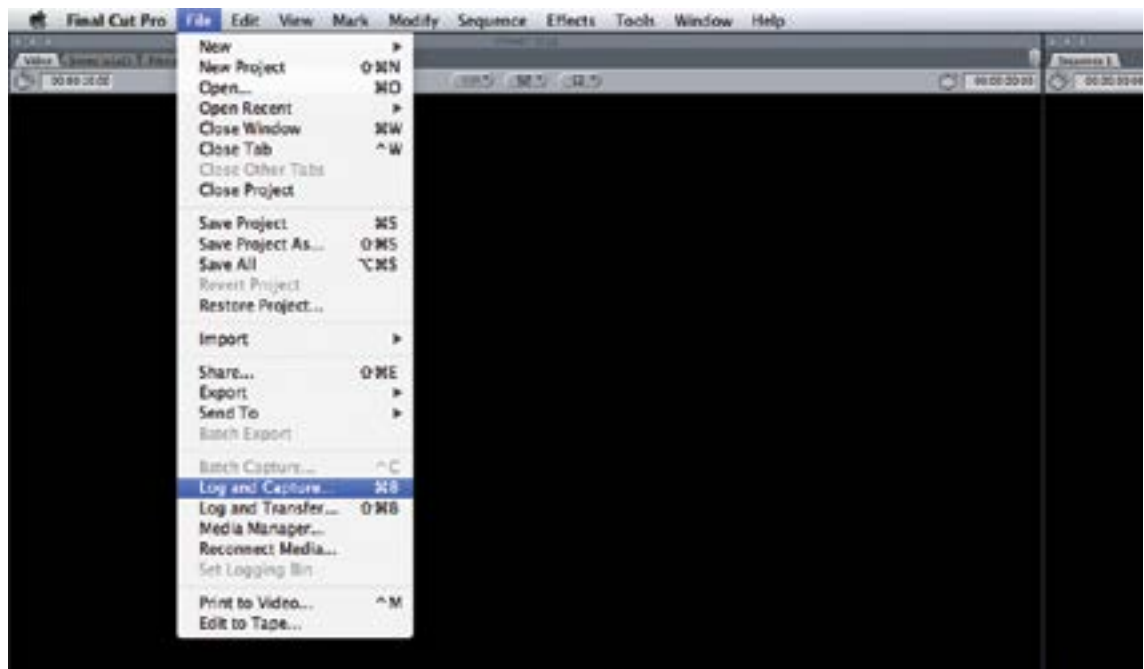 Final Cut Pro File Edit View Mark Modify Sequence Effects Tools Window Help
New
New Project ⇧⌘N
Open... ⌘O
Open Recent
Close Window ⌘W
Close Tab ^W
Close Other Tabs
Close Project
Save Project ⌘S
Save Project As... ⇧⌘S
Save All ⌥⌘S
Revert Project
Restore Project...
Import
Share... ⇧⌘E
Export
Send To
Batch Export
Batch Capture... ^C
Log and Capture... ⌘8
Log and Transfer... ⇧⌘8
Media Manager...
Reconnect Media...
Set Logging Bin
Print to Video... ^M
Edit to Tape...
Video
Sequence 1